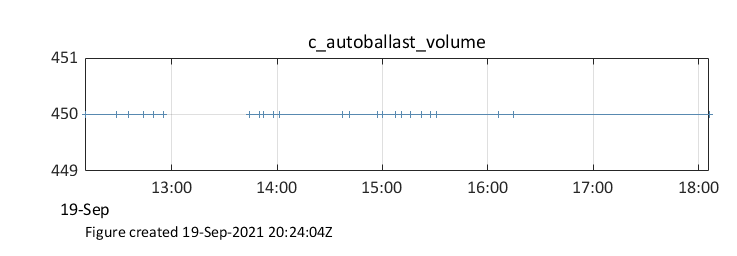 c_autoballast_volume
451
450
449
13:00 14:00 15:00 16:00 17:00 18:00
19-Sep
Figure created 19-Sep-2021 20:24:04Z